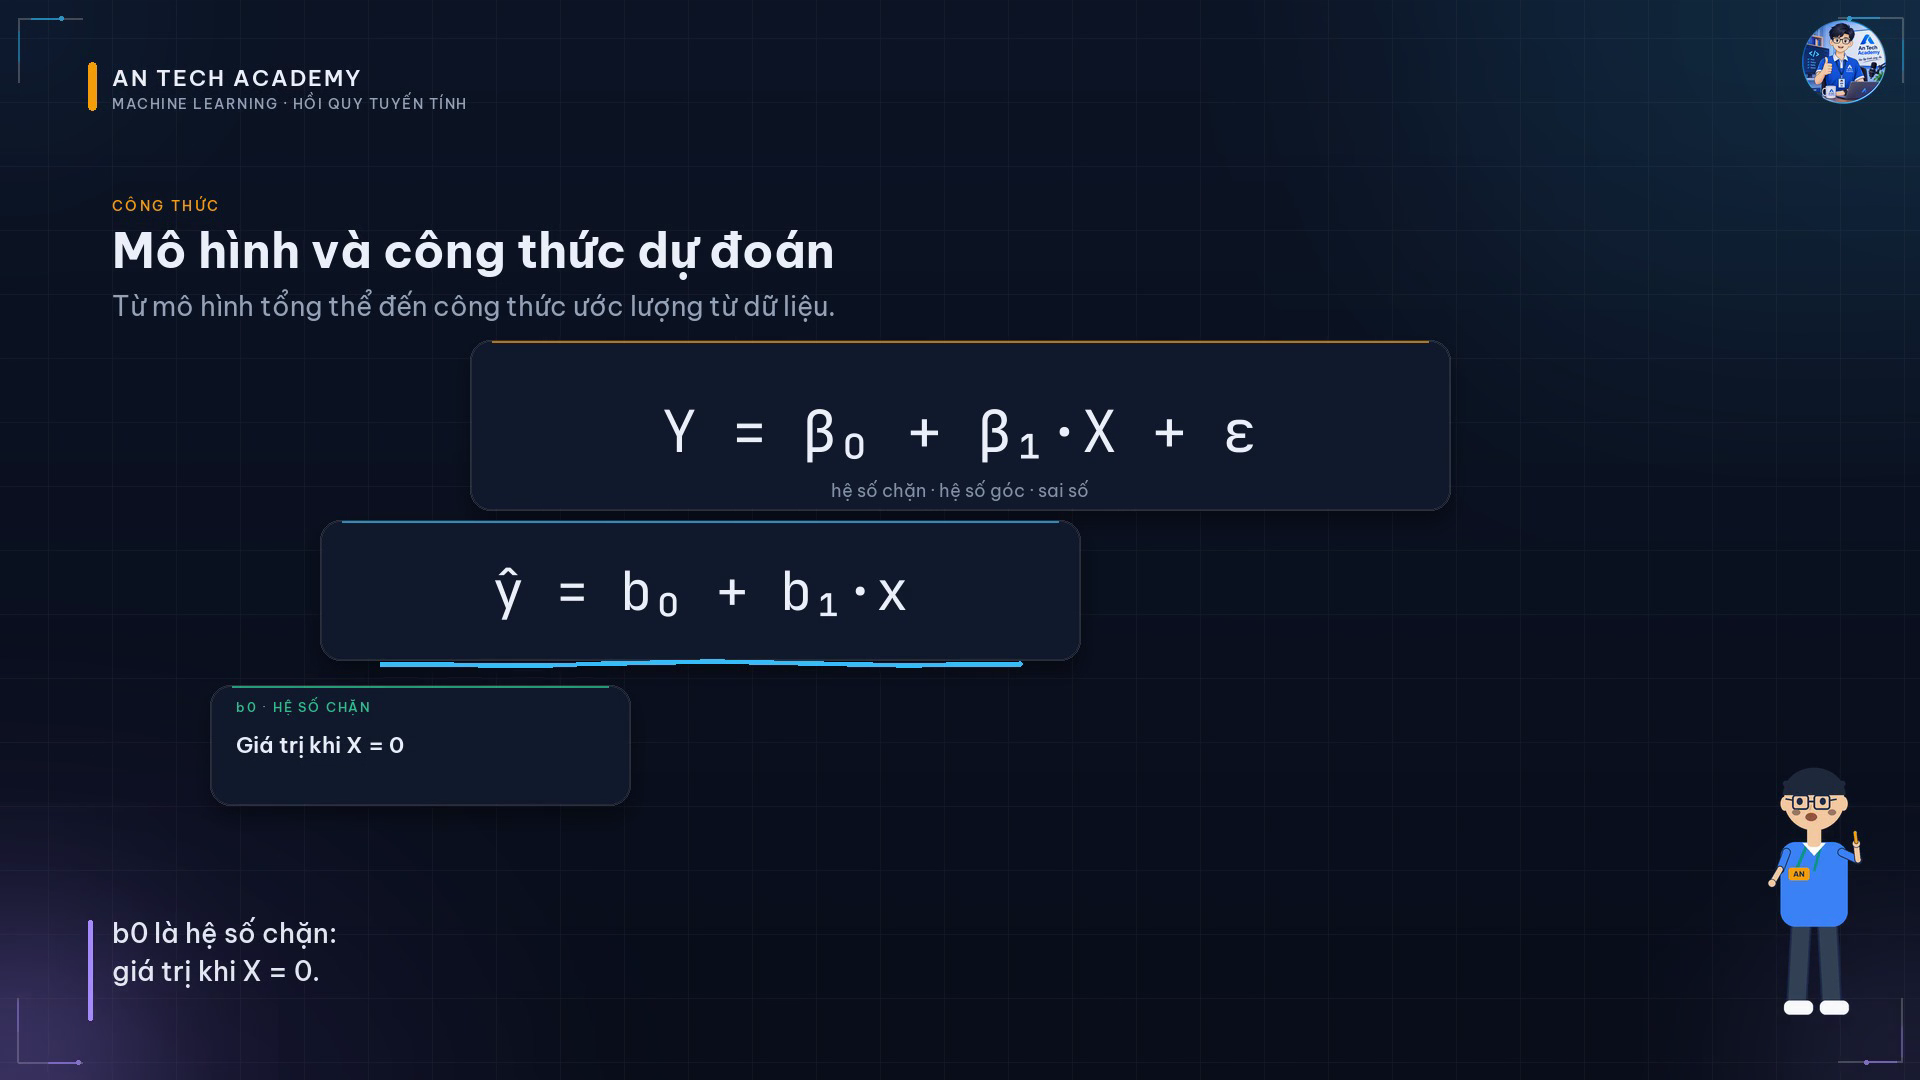 AN TECH ACADEMY
MACHINE LEARNING · HỒI QUY TUYẾN TÍNH
An Tech
Academy
CÔNG THỨC
Mô hình và công thức dự đoán
Từ mô hình tổng thể đến công thức ước lượng từ dữ liệu.
Y = β₀ + β₁·X + ε
hệ số chặn · hệ số góc · sai số
ŷ = b₀ + b₁·x
b0 · HỆ SỐ CHẶN
Giá trị khi X = 0
AN
b0 là hệ số chặn:
giá trị khi X = 0.